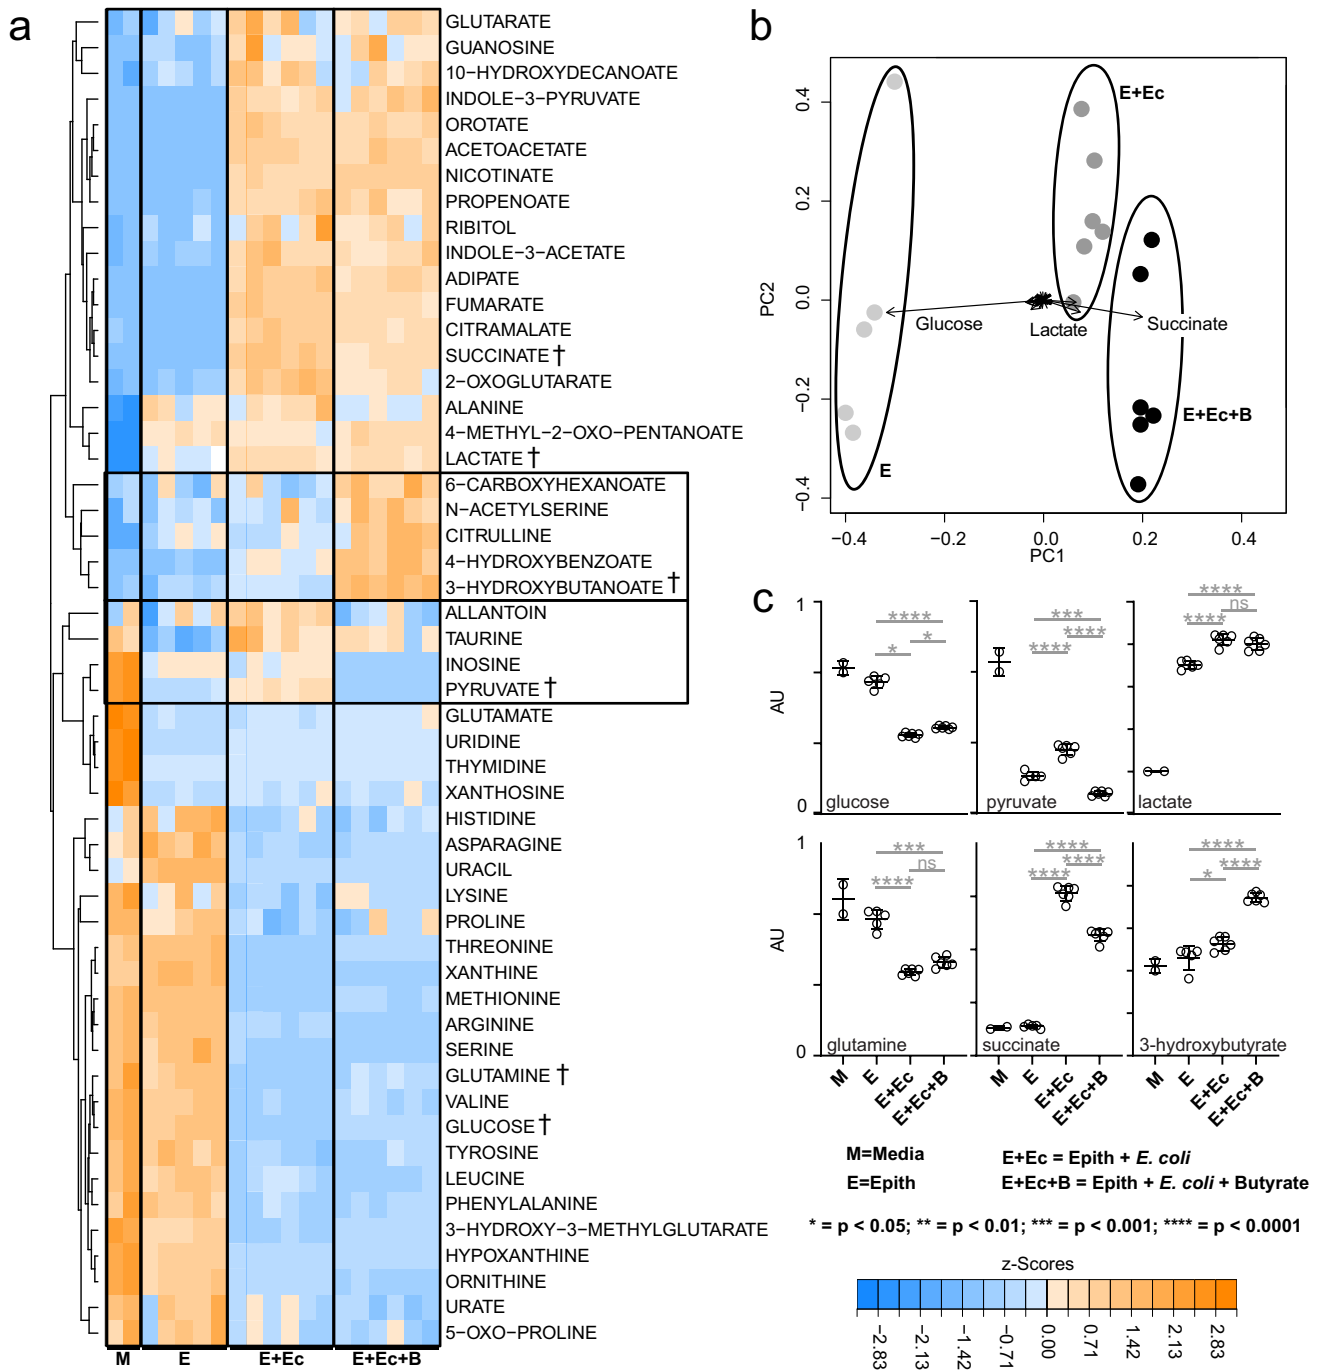 a
GLUTARATE
GUANOSINE
10−HYDROXYDECANOATE
INDOLE−3−PYRUVATE
OROTATE
ACETOACETATE
NICOTINATE
PROPENOATE
RIBITOL
INDOLE−3−ACETATE
ADIPATE
FUMARATE
CITRAMALATE
SUCCINATE †
2−OXOGLUTARATE
ALANINE
4−METHYL−2−OXO−PENTANOATE
LACTATE †
6−CARBOXYHEXANOATE
N−ACETYLSERINE
CITRULLINE
4−HYDROXYBENZOATE
3−HYDROXYBUTANOATE †
ALLANTOIN
TAURINE
INOSINE
PYRUVATE †
GLUTAMATE
URIDINE
THYMIDINE
XANTHOSINE
HISTIDINE
ASPARAGINE
URACIL
LYSINE
PROLINE
THREONINE
XANTHINE
METHIONINE
ARGININE
SERINE
GLUTAMINE †
VALINE
GLUCOSE †
TYROSINE
LEUCINE
PHENYLALANINE
3−HYDROXY−3−METHYLGLUTARATE
HYPOXANTHINE
ORNITHINE
URATE
5−OXO−PROLINE
M E E+Ec E+Ec+B
b
E+Ec
0.4
0.2
0.0
−0.2
−0.4
PC2
Glucose Lactate Succinate
E+Ec+B
E
−0.4 −0.2 0.0 0.2 0.4
PC1
c
1
AU
0
**** * *
glucose
*** **** ****
pyruvate
**** ns ****
lactate
1
AU
0
*** ns ****
glutamine
**** **** ****
succinate
**** **** *
3-hydroxybutyrate
M E E+Ec E+Ec+B
M E E+Ec E+Ec+B
M E E+Ec E+Ec+B
M=Media
E=Epith
E+Ec = Epith + E. coli
E+Ec+B = Epith + E. coli + Butyrate
* = p < 0.05; ** = p < 0.01; *** = p < 0.001; **** = p < 0.0001
z-Scores
−2.83 −2.13 −1.42 −0.71 0.00 0.71 1.42 2.13 2.83